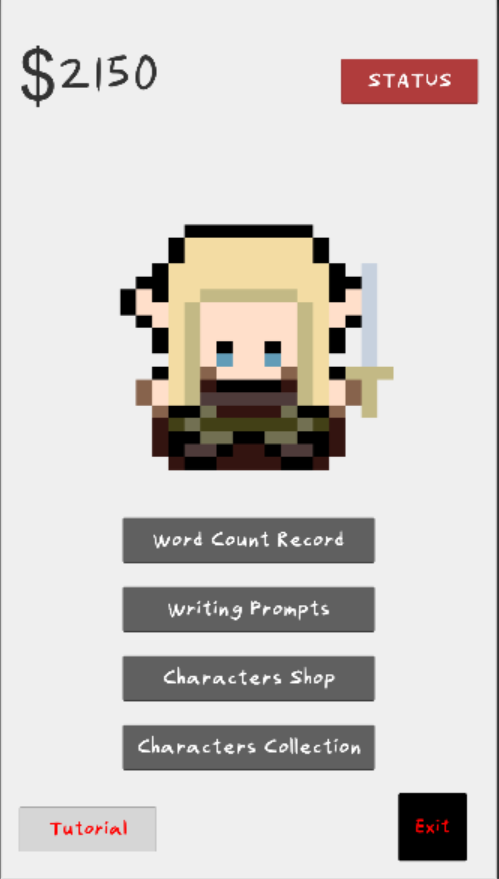 $2150
STATUS
Word Count Record
Writing Prompts
Characters Shop
Characters Collection
Tutorial
Exit